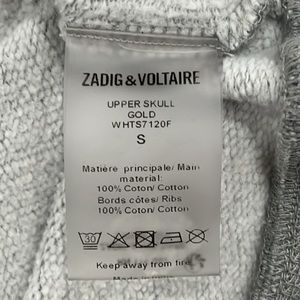 ZADIG & VOLTAIRE
UPPER SKULL
GOLD
WHTS7120F
S
Matière principale/ Main
material:
100% Coton/ Cotton
Bords côtes/ Ribs
100% Coton/ Cotton
30
Keep away from fire